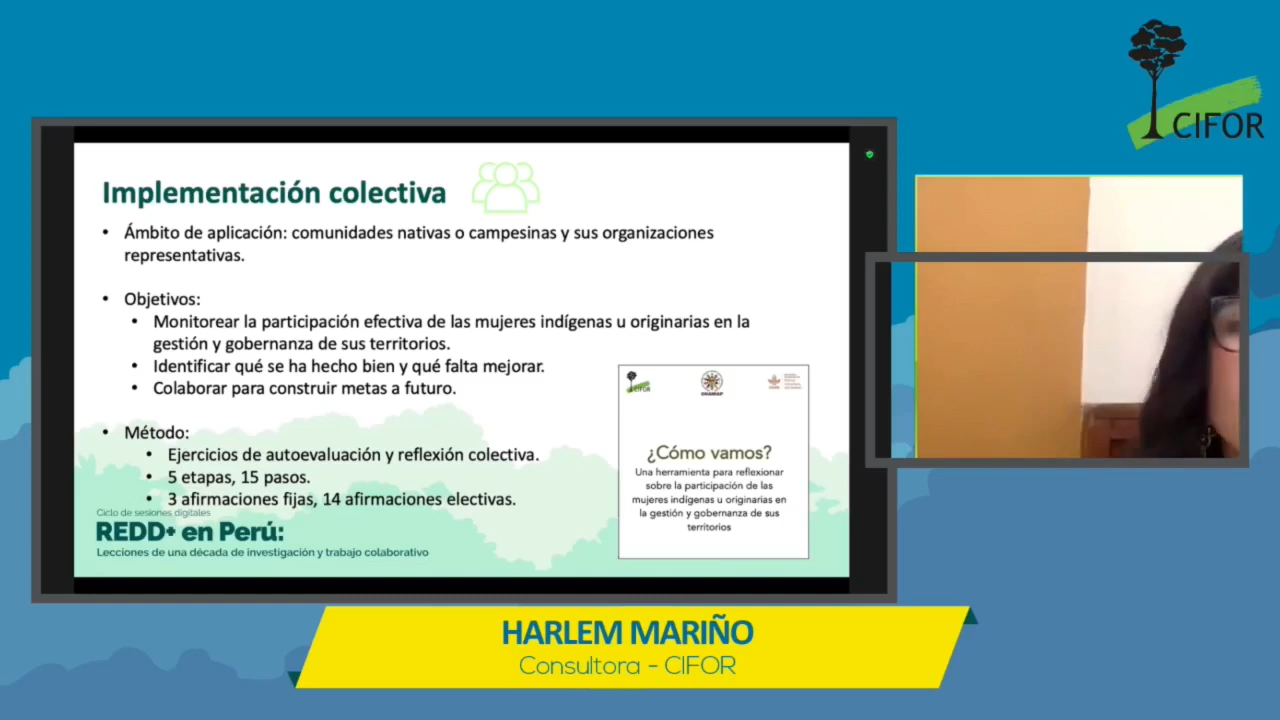 CIFOR
Implementación colectiva
• Ámbito de aplicación: comunidades nativas o campesinas y sus organizaciones
representativas.
• Objetivos:
• Monitorear la participación efectiva de las mujeres indígenas u originarias en la
gestión y gobernanza de sus territorios.
• Identificar qué se ha hecho bien y qué falta mejorar.
• Colaborar para construir metas a futuro.
• Método:
• Ejercicios de autoevaluación y reflexión colectiva.
• 5 etapas, 15 pasos.
• 3 afirmaciones fijas, 14 afirmaciones electivas.
CIFOR
ONAMIAP
¿Cómo vamos?
Una herramienta para reflexionar
sobre la participación de las
mujeres indígenas u originarias en
la gestión y gobernanza de sus
territorios
Ciclo de sesiones digitales
REDD+ en Perú:
Lecciones de una década de investigación y trabajo colaborativo
HARLEM MARIÑO
Consultora - CIFOR